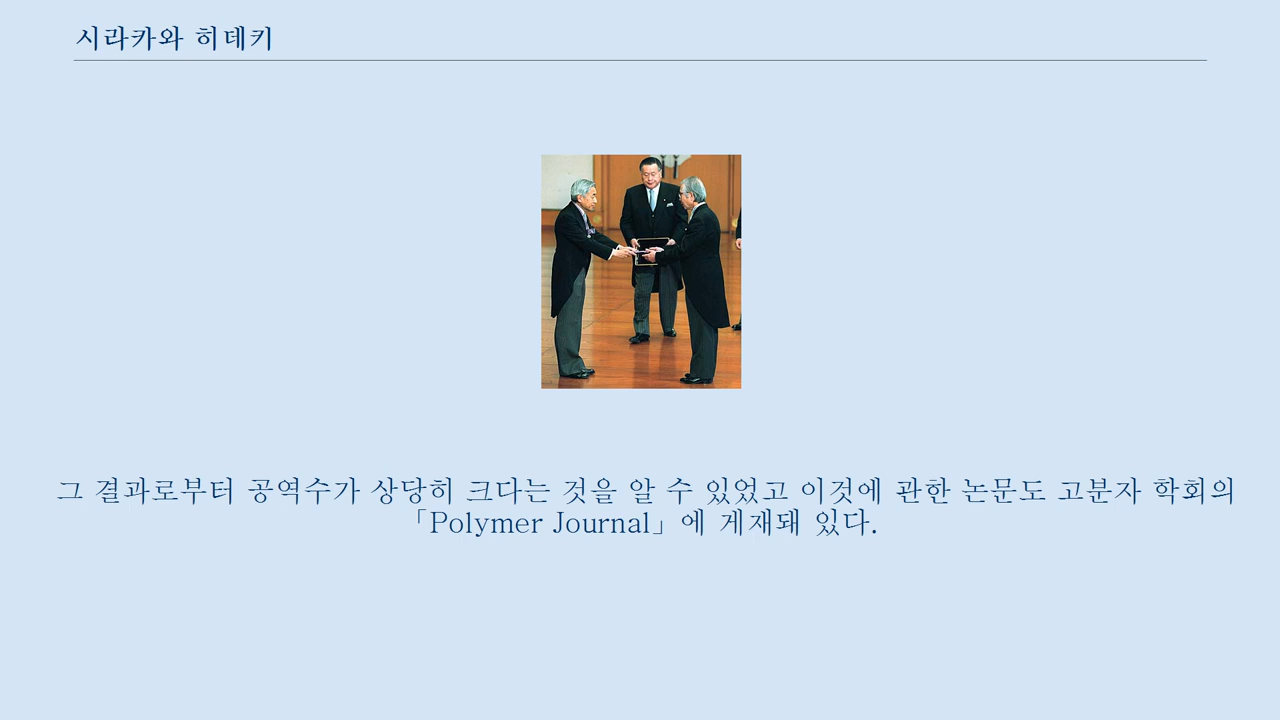 시라카와 히데키
그 결과로부터 공역수가 상당히 크다는 것을 알 수 있었고 이것에 관한 논문도 고분자 학회의
「Polymer Journal」에 게재돼 있다.